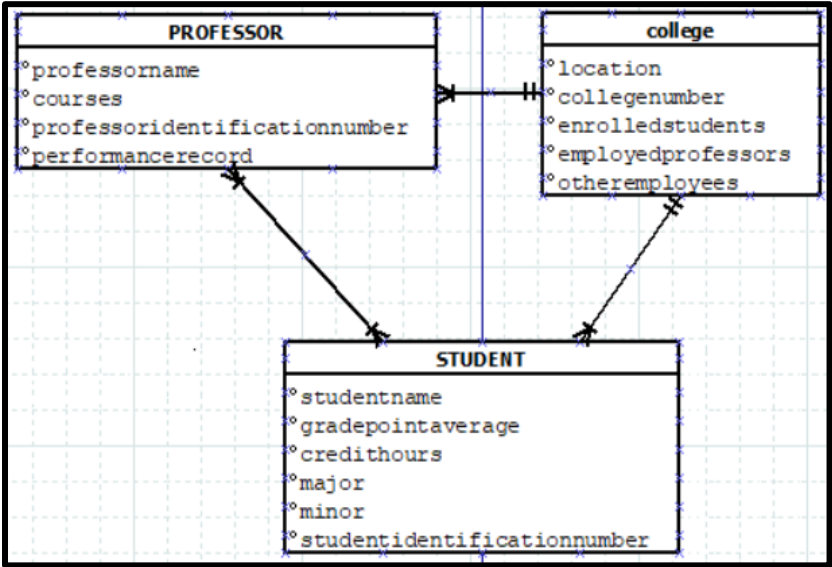 PROFESSOR
professorname
courses
professoridentificationnumber
performancerecord
college
location
collegenumber
enrolledstudents
employedprofessors
otheremployees
STUDENT
studentname
gradepointaverage
credithours
major
minor
studentidentificationnumber